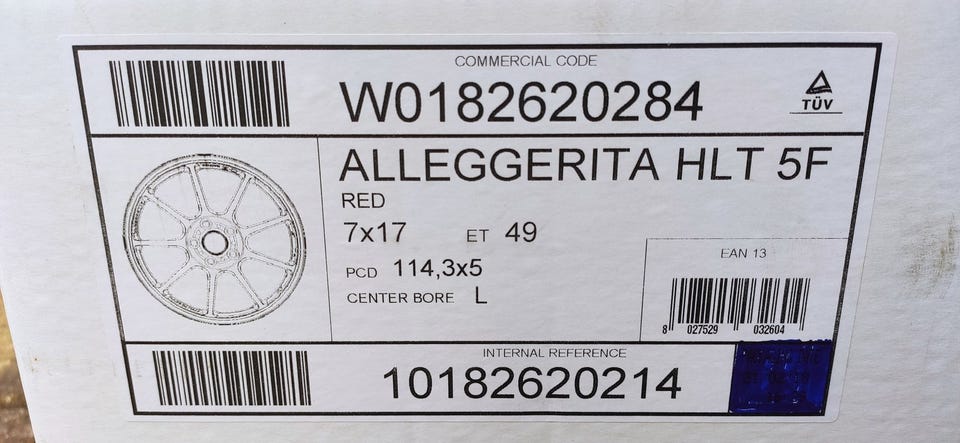 COMMERCIAL CODE
W0182620284
TÜV
ALLEGGERITA HLT 5F
RED
7x17 ET 49
PCD 114,3x5
CENTER BORE L
EAN 13
8 027529 032604
INTERNAL REFERENCE
10182620214